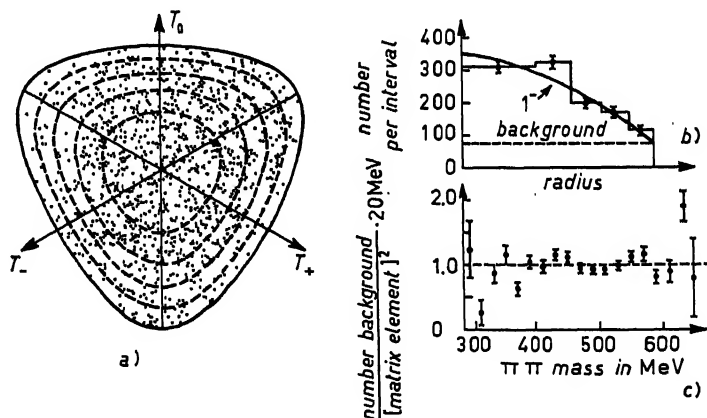 T₀
T₋
T₊
a)
number
per interval
400
300
200
100
0
1⁻
background
b)
radius
number background
[matrix element]²
·20MeV
2.0
1.0
0
300
400
500
600
π π mass in MeV
c)